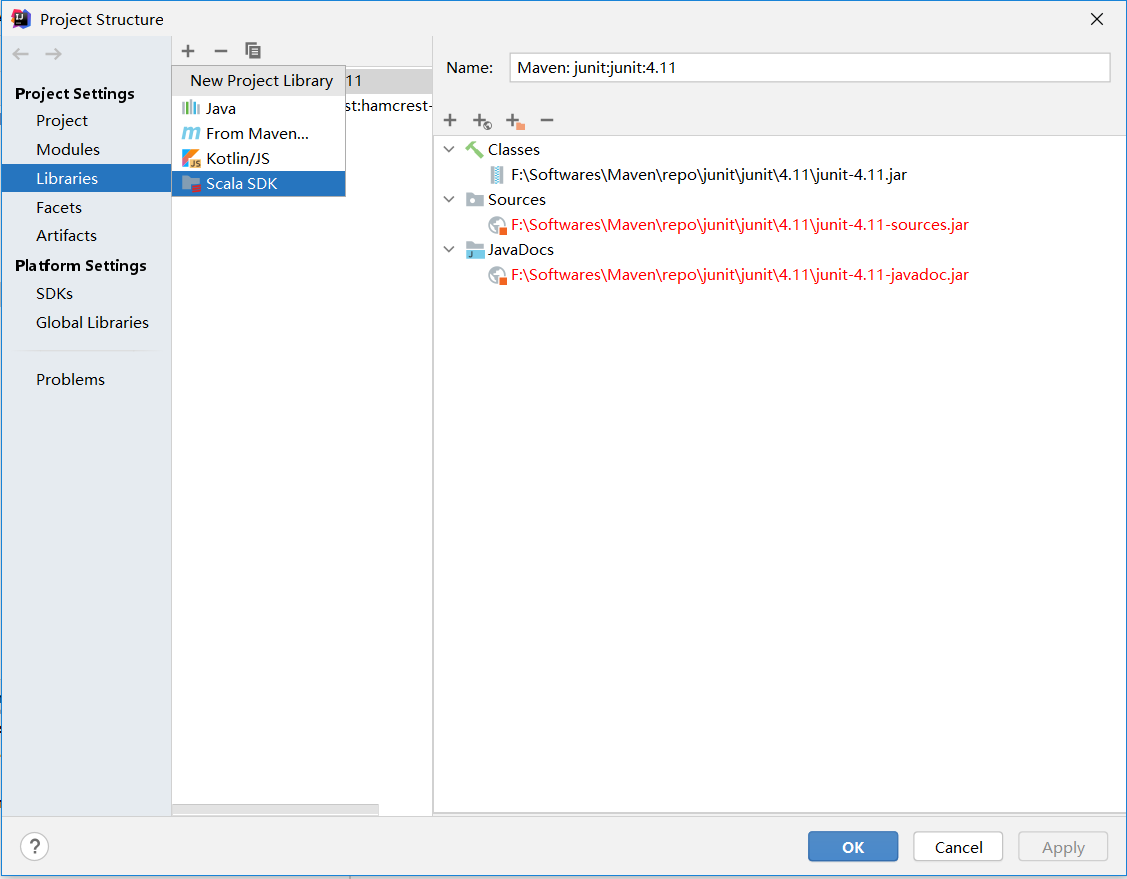 Project Structure
Project Settings
Project
Modules
Libraries
Facets
Artifacts
Platform Settings
SDKs
Global Libraries
Problems
New Project Library
11
Java
st:hamcrest-
From Maven...
Kotlin/JS
Scala SDK
Name: Maven: junit:junit:4.11
Classes
F:\Softwares\Maven\repo\junit\junit\4.11\junit-4.11.jar
Sources
F:\Softwares\Maven\repo\junit\junit\4.11\junit-4.11-sources.jar
JavaDocs
F:\Softwares\Maven\repo\junit\junit\4.11\junit-4.11-javadoc.jar
?
OK
Cancel
Apply